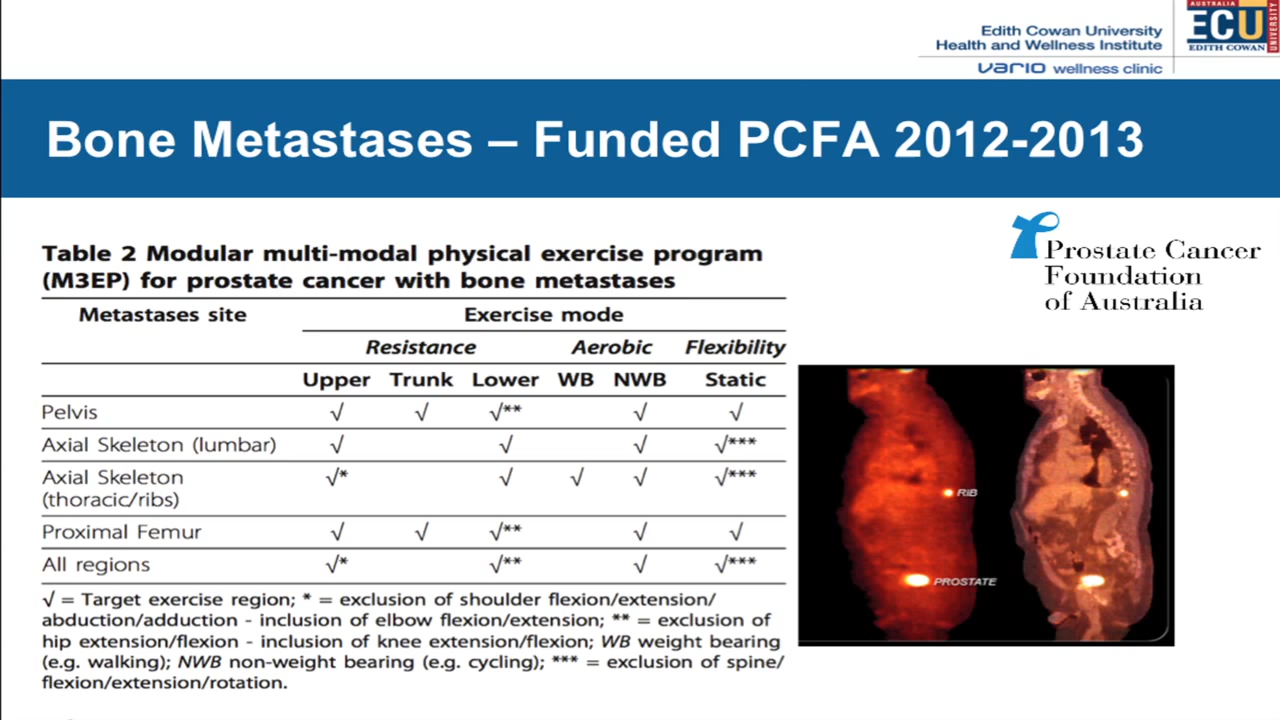 Edith Cowan University
Health and Wellness Institute
vario wellness clinic
AUSTRALIA
ECU
EDITH COWAN
UNIVERSITY
Bone Metastases – Funded PCFA 2012-2013
Prostate Cancer
Foundation
of Australia
Table 2 Modular multi-modal physical exercise program
(M3EP) for prostate cancer with bone metastases
Metastases site Exercise mode
Resistance Aerobic Flexibility
Upper Trunk Lower WB NWB Static
Pelvis √ √ √** √ √
Axial Skeleton (lumbar) √ √ √ √***
Axial Skeleton √* √ √ √ √***
(thoracic/ribs)
Proximal Femur √ √ √** √ √
All regions √* √** √ √***
√ = Target exercise region; * = exclusion of shoulder flexion/extension/
abduction/adduction - inclusion of elbow flexion/extension; ** = exclusion of
hip extension/flexion - inclusion of knee extension/flexion; WB weight bearing
(e.g. walking); NWB non-weight bearing (e.g. cycling); *** = exclusion of spine/
flexion/extension/rotation.
RIB
PROSTATE